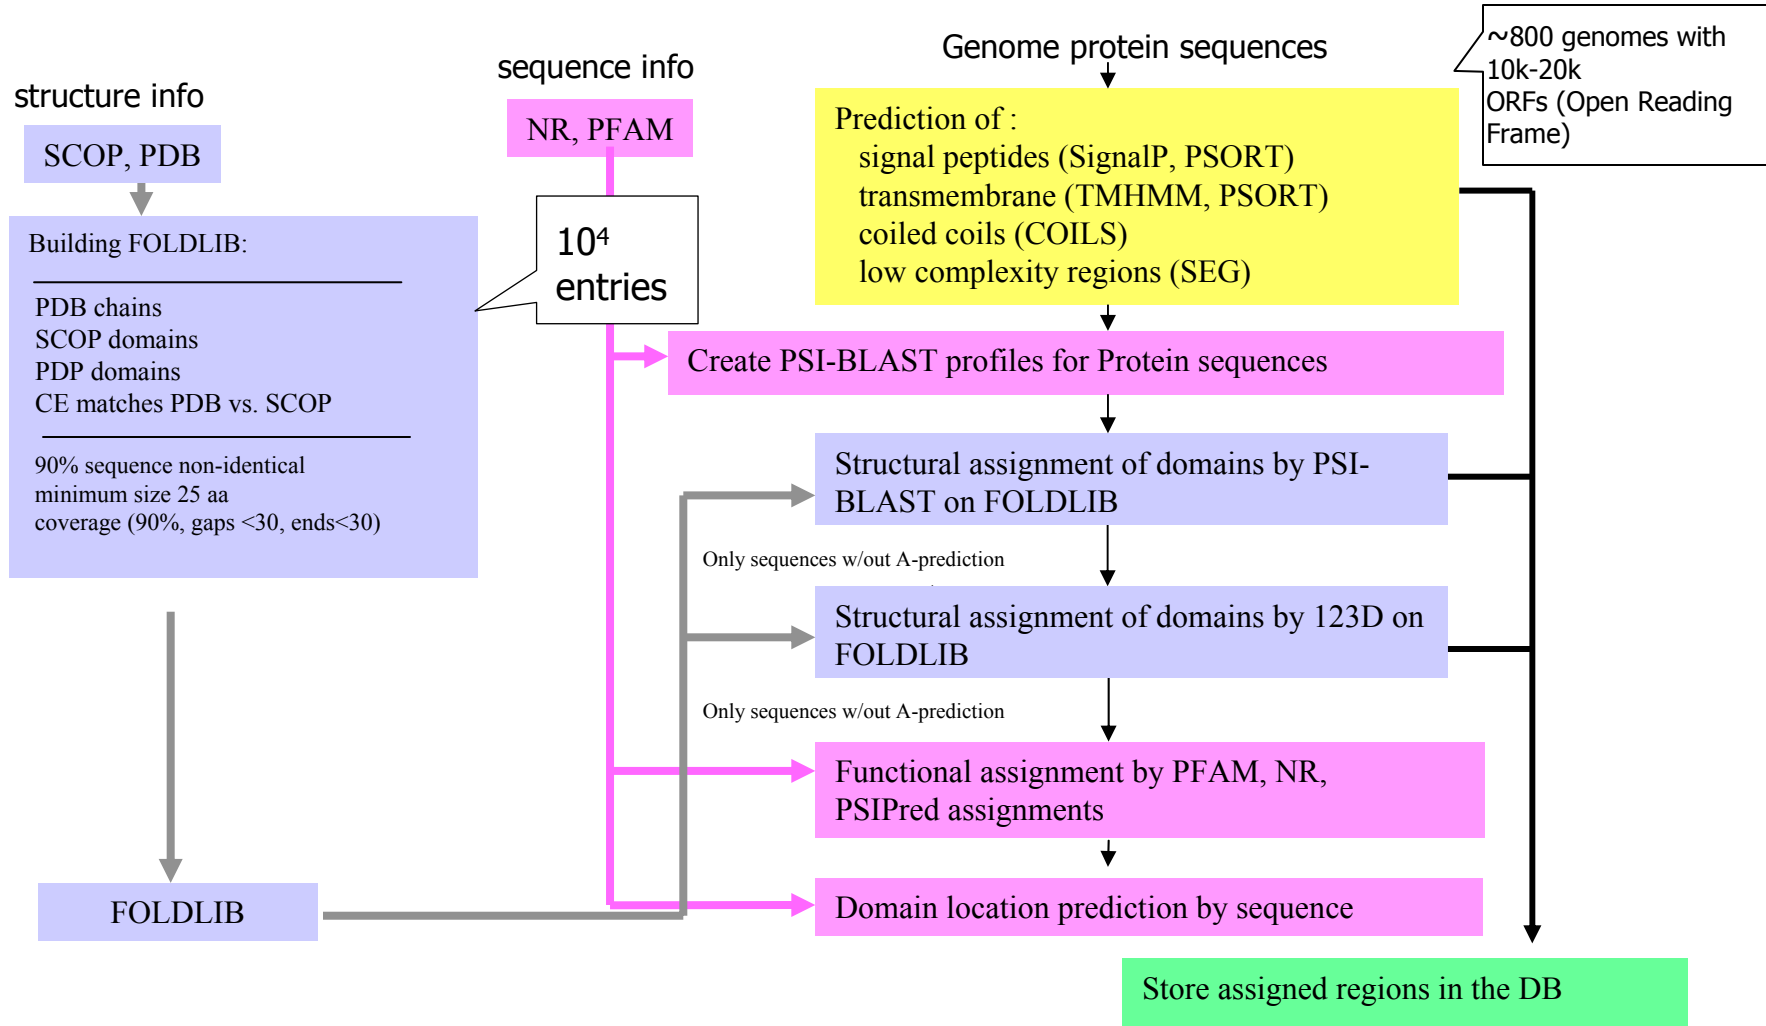 structure info
SCOP, PDB
Building FOLDLIB:
PDB chains
SCOP domains
PDP domains
CE matches PDB vs. SCOP
90% sequence non-identical
minimum size 25 aa
coverage (90%, gaps <30, ends<30)
FOLDLIB
sequence info
NR, PFAM
10⁴
entries
Genome protein sequences
~800 genomes with
10k-20k
ORFs (Open Reading
Frame)
Prediction of :
signal peptides (SignalP, PSORT)
transmembrane (TMHMM, PSORT)
coiled coils (COILS)
low complexity regions (SEG)
Create PSI-BLAST profiles for Protein sequences
Structural assignment of domains by PSI-
BLAST on FOLDLIB
Only sequences w/out A-prediction
Structural assignment of domains by 123D on
FOLDLIB
Only sequences w/out A-prediction
Functional assignment by PFAM, NR,
PSIPred assignments
Domain location prediction by sequence
Store assigned regions in the DB